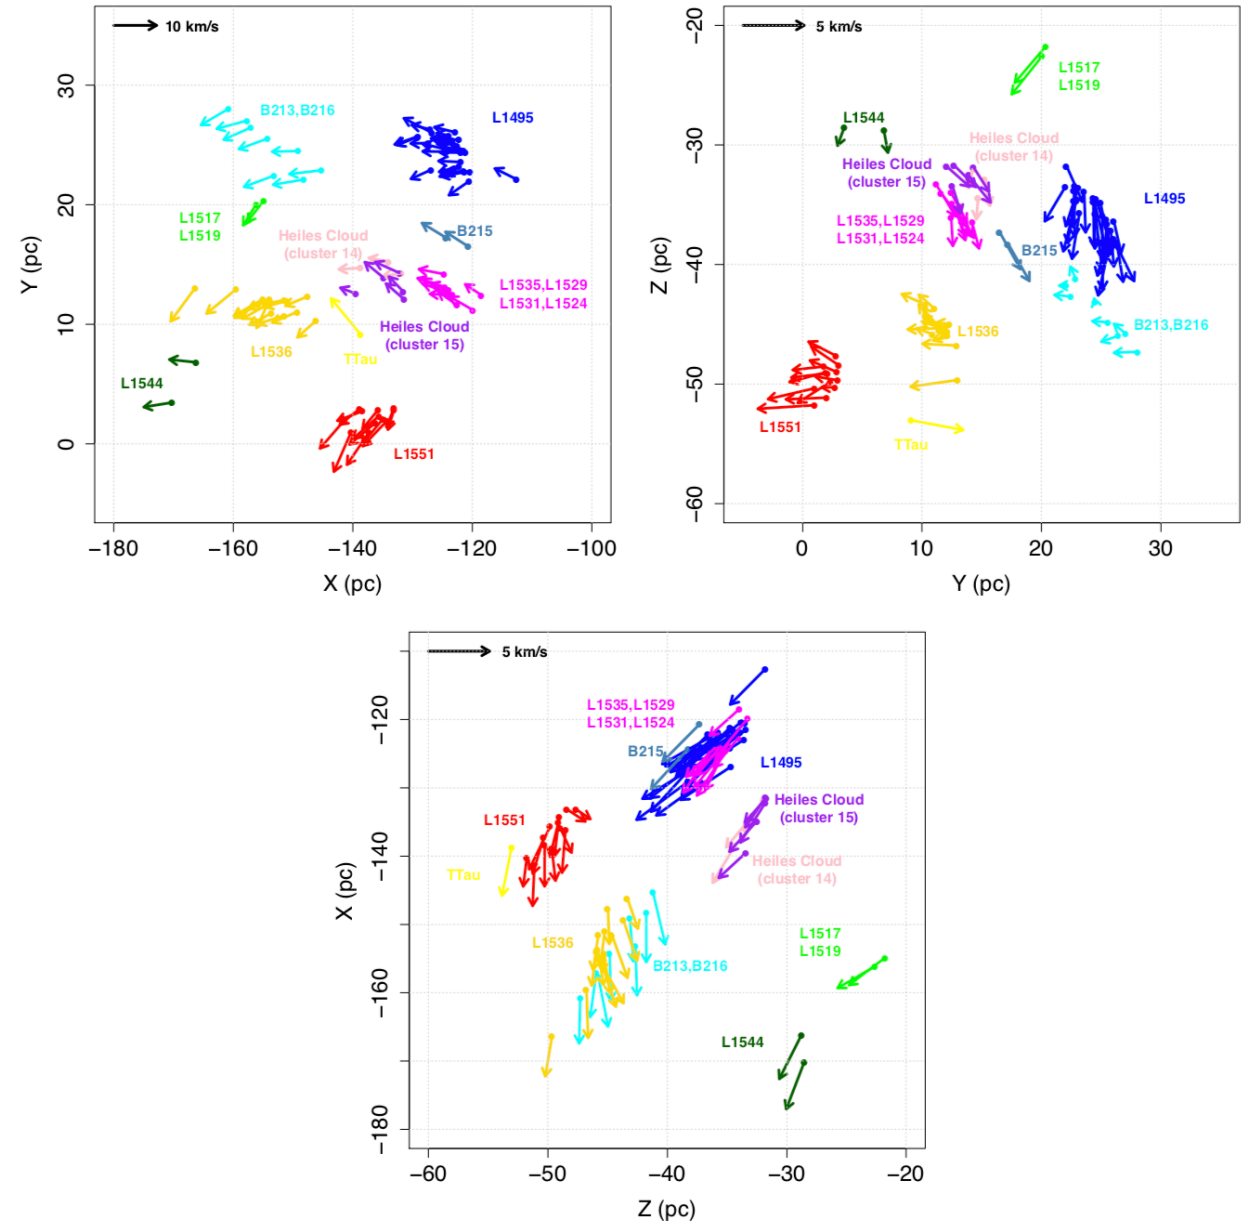 10 km/s
B213,B216
L1495
L1517
L1519
B215
Heiles Cloud
(cluster 14)
L1535,L1529
L1531,L1524
Heiles Cloud
(cluster 15)
L1536
TTau
L1544
L1551
30
20
10
0
Y (pc)
−180
−160
−140
−120
−100
X (pc)
5 km/s
L1517
L1519
L1544
Heiles Cloud
(cluster 14)
Heiles Cloud
(cluster 15)
L1495
L1535,L1529
L1531,L1524
B215
L1536
B213,B216
L1551
TTau
−20
−30
−40
−50
−60
Z (pc)
0
10
20
30
Y (pc)
5 km/s
L1535,L1529
L1531,L1524
B215
L1495
Heiles Cloud
(cluster 15)
L1551
Heiles Cloud
(cluster 14)
TTau
L1517
L1519
L1536
B213,B216
L1544
−120
−140
−160
−180
X (pc)
−60
−50
−40
−30
−20
Z (pc)